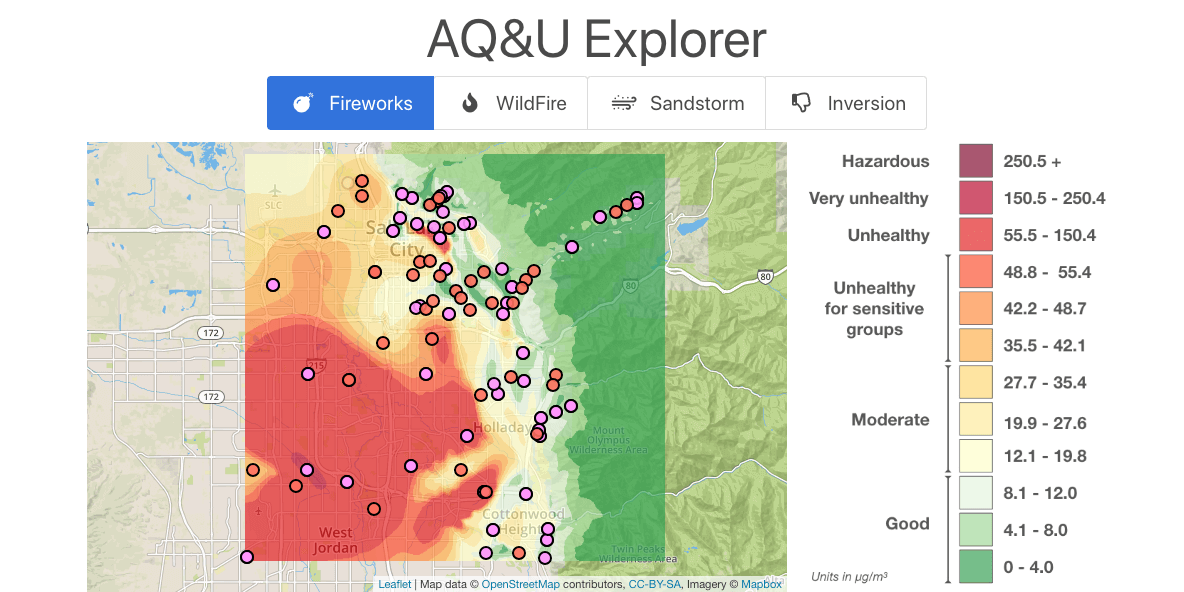 AQ&U Explorer
Fireworks
WildFire
Sandstorm
Inversion
SLC
Salt Lake
City
80
80
172
215
172
Holladay
Mount
Olympus
Wilderness Area
Cottonwood
Heights
West
Jordan
Twin Peaks
Wilderness Area
Leaflet | Map data © OpenStreetMap contributors, CC-BY-SA, Imagery © Mapbox
Hazardous 250.5 +
Very unhealthy 150.5 - 250.4
Unhealthy 55.5 - 150.4
48.8 - 55.4
Unhealthy
for sensitive
groups
42.2 - 48.7
35.5 - 42.1
27.7 - 35.4
Moderate 19.9 - 27.6
12.1 - 19.8
8.1 - 12.0
Good 4.1 - 8.0
0 - 4.0
Units in µg/m³